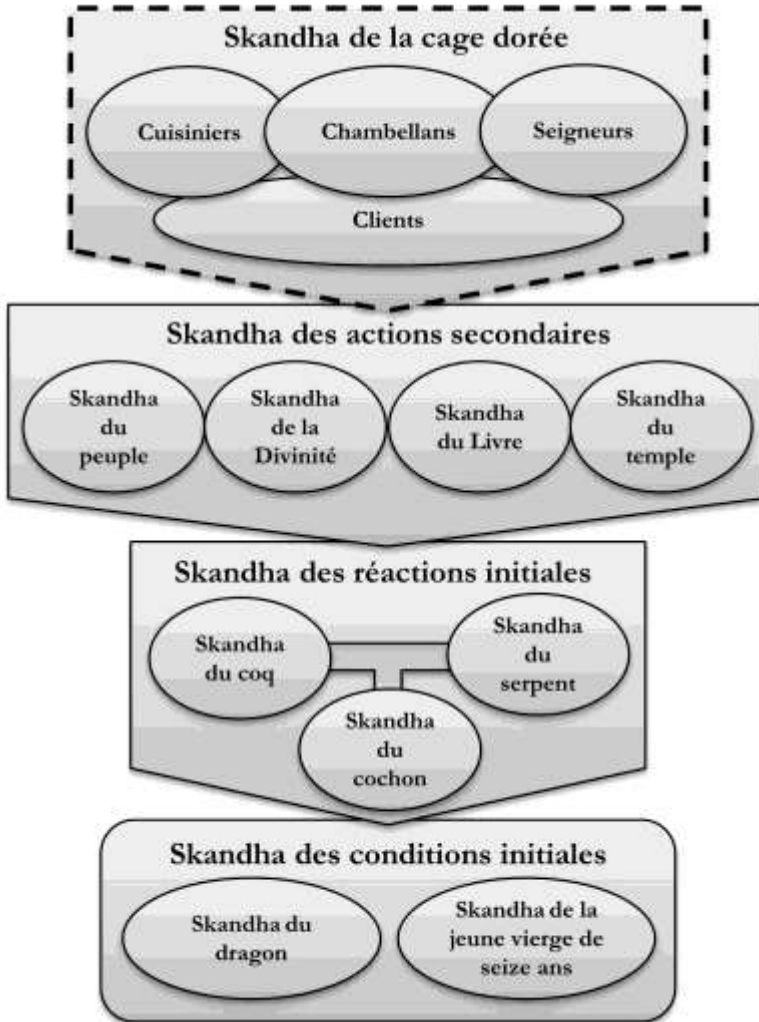 Skandha de la cage dorée
Cuisiniers
Chambellans
Seigneurs
Clients
Skandha des actions secondaires
Skandha
du
peuple
Skandha
de la
Divinité
Skandha
du Livre
Skandha
du
temple
Skandha des réactions initiales
Skandha
du coq
Skandha
du
serpent
Skandha
du
cochon
Skandha des conditions initiales
Skandha du
dragon
Skandha de la
jeune vierge de
seize ans